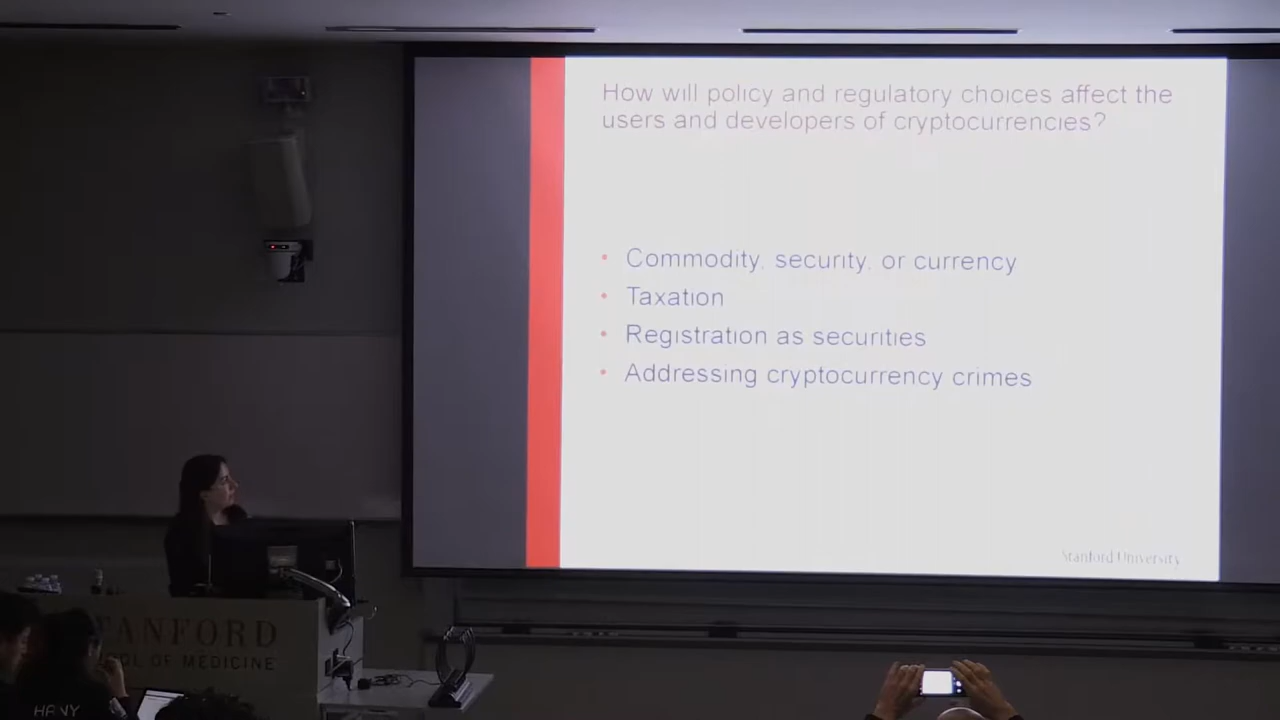 How will policy and regulatory choices affect the
users and developers of cryptocurrencies?
• Commodity, security, or currency
• Taxation
• Registration as securities
• Addressing cryptocurrency crimes
Stanford University
STANFORD
SCHOOL OF MEDICINE